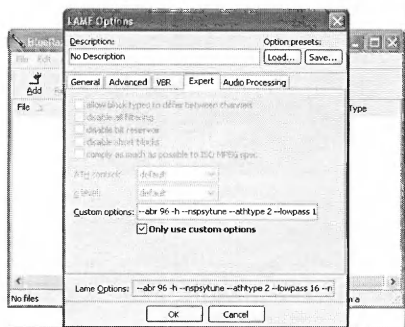 LAME Options
Description:
Option presets:
No Description
Load...
Save...
General
Advanced
VBR
Expert
Audio Processing
allow block types to differ between channels
disable all filtering
disable bit reservoir
disable short blocks
comply as much as possible to ISO MPEG spec
ATH control:
default
default
Custom options:
--abr 96 -h --nspsytune --athtype 2 --lowpass 1
Only use custom options
Lame Options:
--abr 96 -h --nspsytune --athtype 2 --lowpass 16 --r
OK
Cancel
File
Edit
Add
File
Type
No files